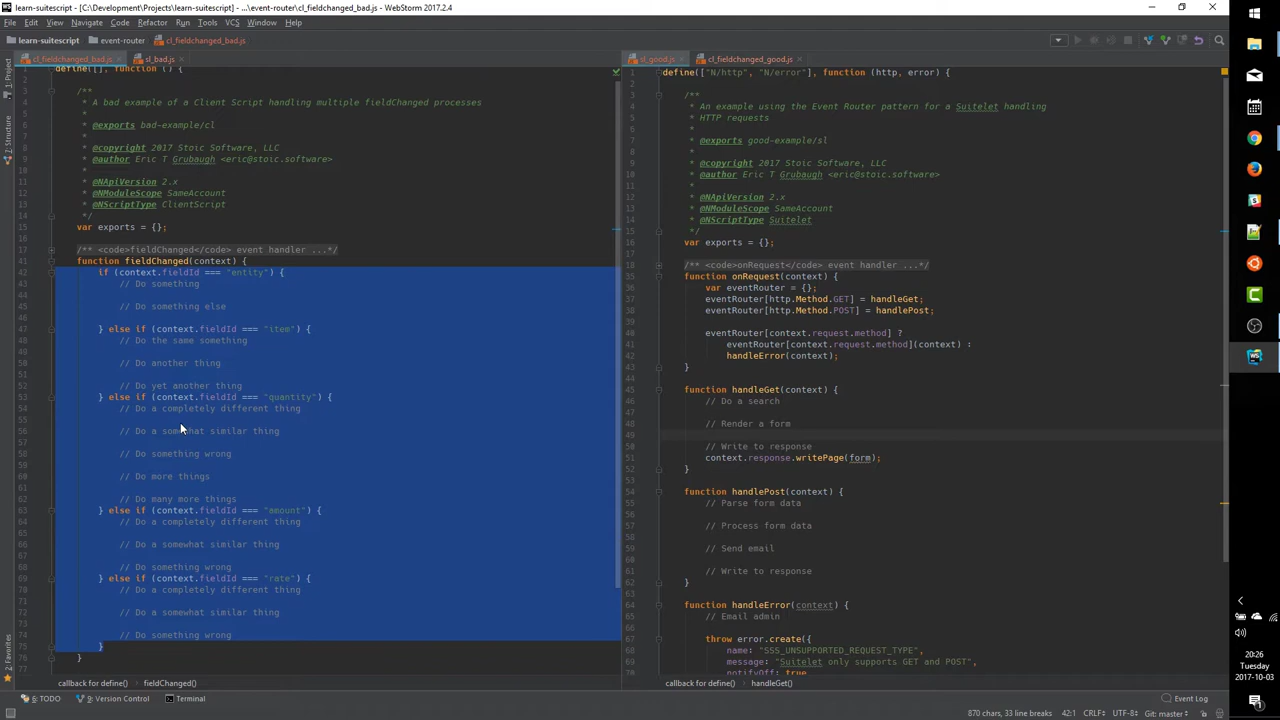 learn-suitescript - [C:\Development\Projects\learn-suitescript] - ...\event-router\cl_fieldchanged_bad.js - WebStorm 2017.2.4
File Edit View Navigate Code Refactor Run Tools VCS Window Help
learn-suitescript event-router cl_fieldchanged_bad.js
cl_fieldchanged_bad.js sl_bad.js
define([], function () {
/**
* A bad example of a Client Script handling multiple fieldChanged processes
*
* @exports bad-example/cl
*
* @copyright 2017 Stoic Software, LLC
* @author Eric T Grubaugh <eric@stoic.software>
*
* @NApiVersion 2.x
* @NModuleScope SameAccount
* @NScriptType ClientScript
*/
var exports = {};
/** <code>fieldChanged</code> event handler ...*/
function fieldChanged(context) {
if (context.fieldId === "entity") {
// Do something
// Do something else
} else if (context.fieldId === "item") {
// Do the same something
// Do another thing
// Do yet another thing
} else if (context.fieldId === "quantity") {
// Do a completely different thing
// Do a somewhat similar thing
// Do something wrong
// Do more things
// Do many more things
} else if (context.fieldId === "amount") {
// Do a completely different thing
// Do a somewhat similar thing
// Do something wrong
} else if (context.fieldId === "rate") {
// Do a completely different thing
// Do a somewhat similar thing
// Do something wrong
}
}
callback for define() fieldChanged()
sl_good.js cl_fieldchanged_good.js
define(["N/http", "N/error"], function (http, error) {
/**
* An example using the Event Router pattern for a Suitelet handling
* HTTP requests
*
* @exports good-example/sl
*
* @copyright 2017 Stoic Software, LLC
* @author Eric T Grubaugh <eric@stoic.software>
*
* @NApiVersion 2.x
* @NModuleScope SameAccount
* @NScriptType Suitelet
*/
var exports = {};
/** <code>onRequest</code> event handler ...*/
function onRequest(context) {
var eventRouter = {};
eventRouter[http.Method.GET] = handleGet;
eventRouter[http.Method.POST] = handlePost;
eventRouter[context.request.method] ?
eventRouter[context.request.method](context) :
handleError(context);
}
function handleGet(context) {
// Do a search
// Render a form
// Write to response
context.response.writePage(form);
}
function handlePost(context) {
// Parse form data
// Process form data
// Send email
// Write to response
}
function handleError(context) {
// Email admin
throw error.create({
name: "SSS_UNSUPPORTED_REQUEST_TYPE",
message: "Suitelet only supports GET and POST",
notifyOff: true
callback for define() handleGet()
1: Project
7: Structure
2: Favorites
6: TODO 9: Version Control Terminal Event Log
870 chars, 33 line breaks 42:1 CRLF÷ UTF-8÷ Git: master÷
20:26
Tuesday
2017-10-03